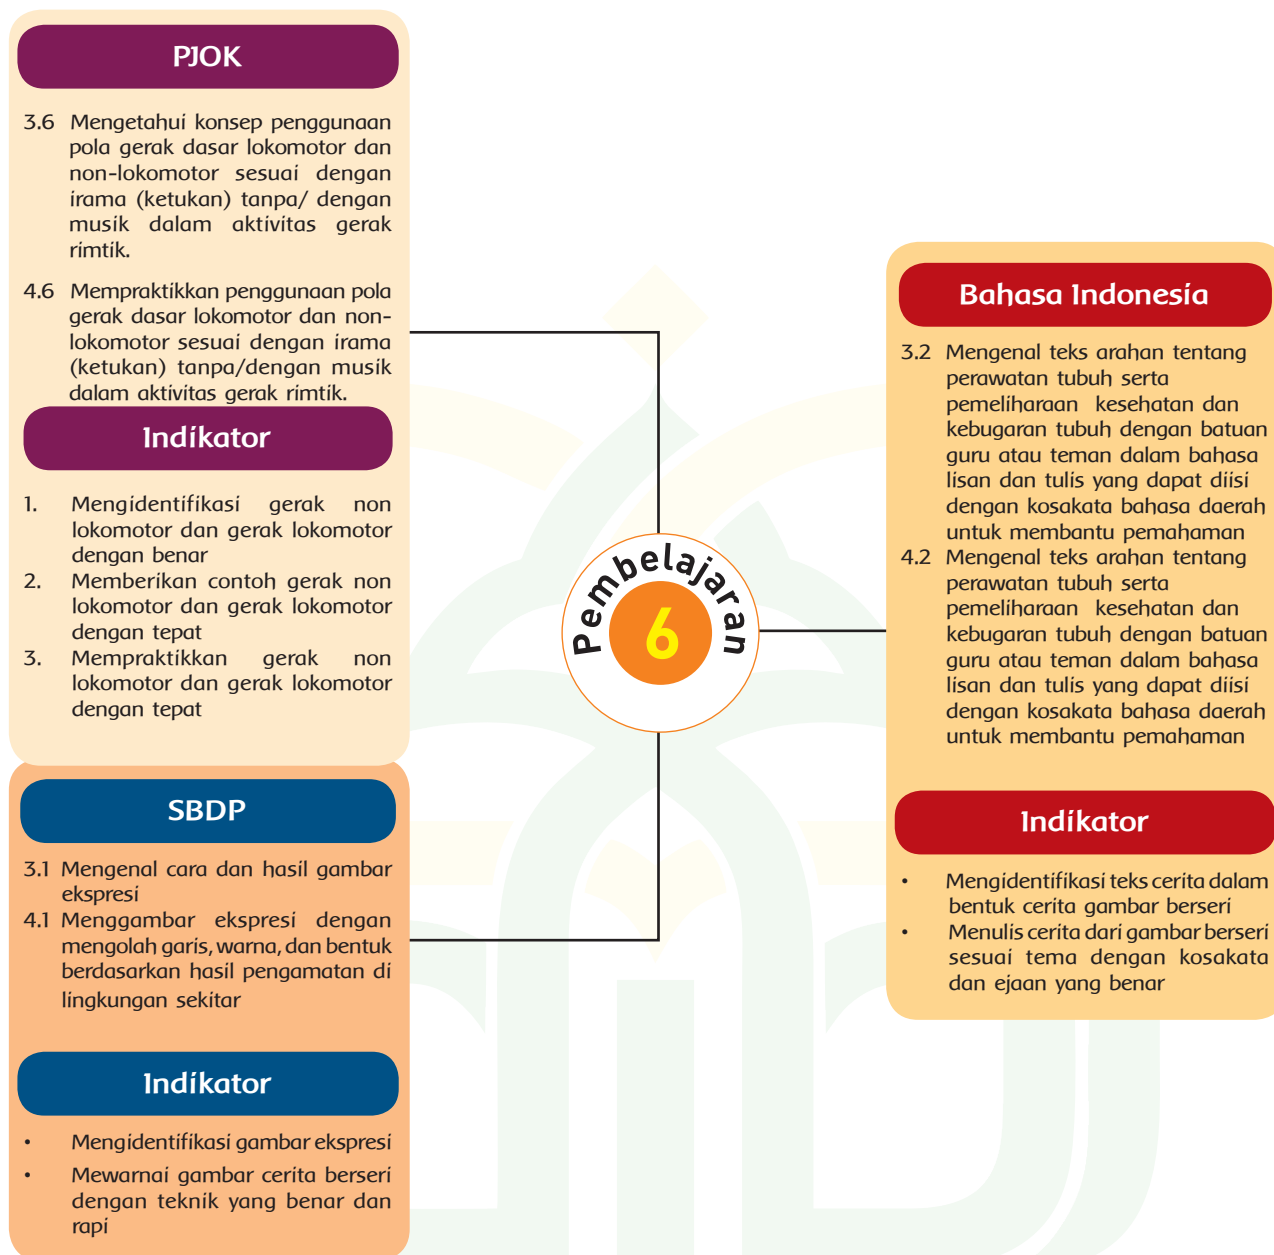 PJOK
3.6 Mengetahui konsep penggunaan
pola gerak dasar lokomotor dan
non-lokomotor sesuai dengan
irama (ketukan) tanpa/ dengan
musik dalam aktivitas gerak
rimtik.
4.6 Mempraktikkan penggunaan pola
gerak dasar lokomotor dan non-
lokomotor sesuai dengan irama
(ketukan) tanpa/dengan musik
dalam aktivitas gerak rimtik.
Indikator
1. Mengidentifikasi gerak non
lokomotor dan gerak lokomotor
dengan benar
2. Memberikan contoh gerak non
lokomotor dan gerak lokomotor
dengan tepat
3. Mempraktikkan gerak non
lokomotor dan gerak lokomotor
dengan tepat
SBDP
3.1 Mengenal cara dan hasil gambar
ekspresi
4.1 Menggambar ekspresi dengan
mengolah garis, warna, dan bentuk
berdasarkan hasil pengamatan di
lingkungan sekitar
Indikator
• Mengidentifikasi gambar ekspresi
• Mewarnai gambar cerita berseri
dengan teknik yang benar dan
rapi
Pembelajaran
6
Bahasa Indonesia
3.2 Mengenal teks arahan tentang
perawatan tubuh serta
pemeliharaan kesehatan dan
kebugaran tubuh dengan batuan
guru atau teman dalam bahasa
lisan dan tulis yang dapat diisi
dengan kosakata bahasa daerah
untuk membantu pemahaman
4.2 Mengenal teks arahan tentang
perawatan tubuh serta
pemeliharaan kesehatan dan
kebugaran tubuh dengan batuan
guru atau teman dalam bahasa
lisan dan tulis yang dapat diisi
dengan kosakata bahasa daerah
untuk membantu pemahaman
Indikator
• Mengidentifikasi teks cerita dalam
bentuk cerita gambar berseri
• Menulis cerita dari gambar berseri
sesuai tema dengan kosakata
dan ejaan yang benar